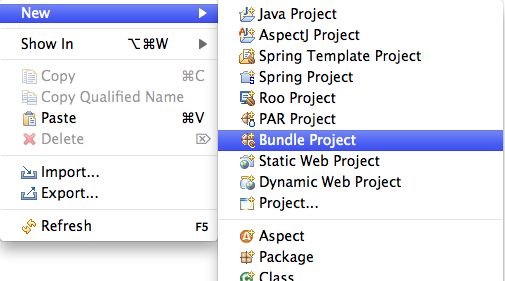 New
Show In ⌥⌘W
Copy ⌘C
Copy Qualified Name
Paste ⌘V
Delete ⌦
Import...
Export...
Refresh F5
Java Project
AspectJ Project
Spring Template Project
Spring Project
Roo Project
PAR Project
Bundle Project
Static Web Project
Dynamic Web Project
Project...
Aspect
Package
Class